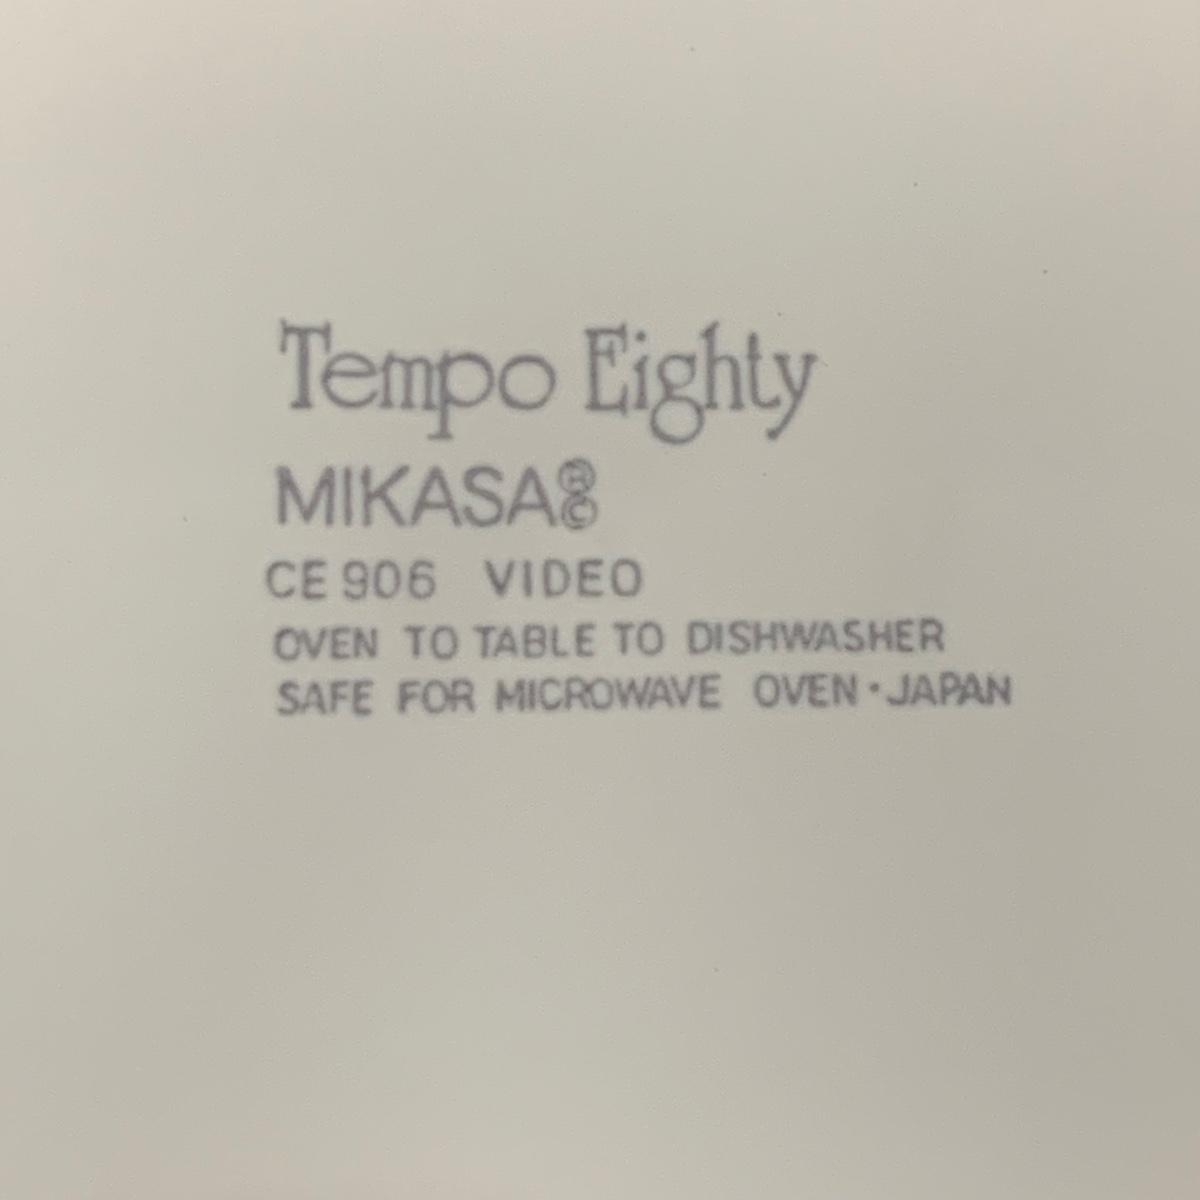 Tempo Eighty
MIKASA®©
CE 906 VIDEO
OVEN TO TABLE TO DISHWASHER
SAFE FOR MICROWAVE OVEN • JAPAN